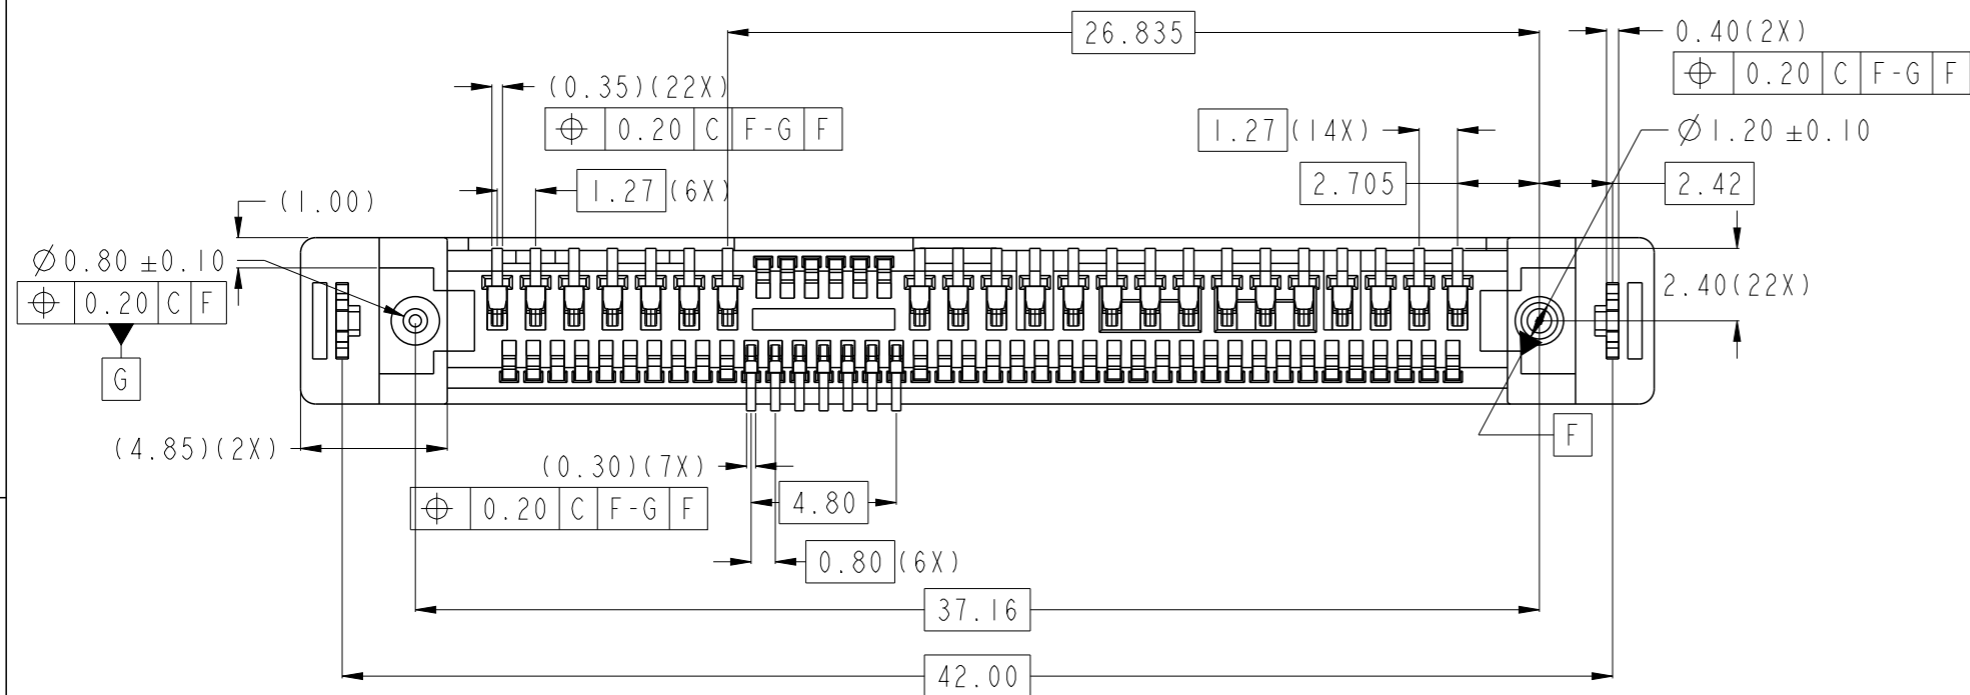 26.835
0.40(2X)
⌖ 0.20 C F-G F
(0.35)(22X)
⌖ 0.20 C F-G F
1.27 (14X)
Ø1.20 ±0.10
1.27 (6X)
2.705
2.42
(1.00)
Ø0.80 ±0.10
⌖ 0.20 C F
G
2.40(22X)
(4.85)(2X)
F
(0.30)(7X)
⌖ 0.20 C F-G F
4.80
0.80 (6X)
37.16
42.00